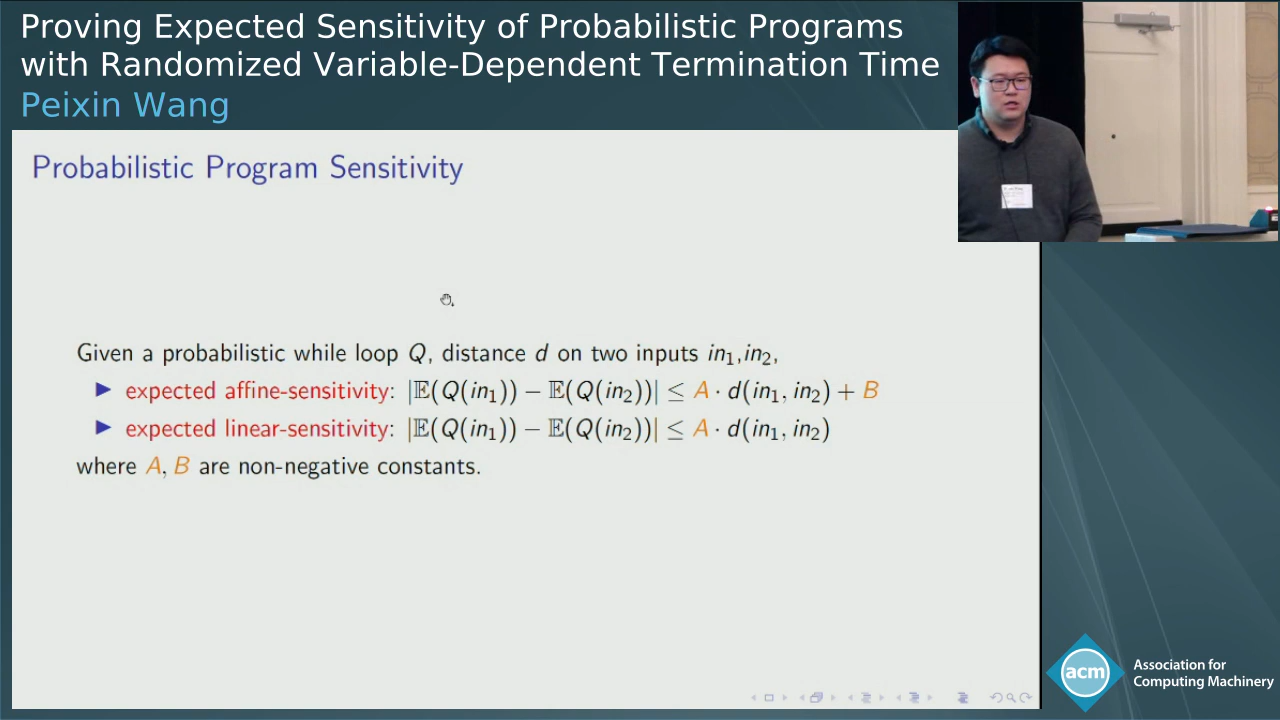 Proving Expected Sensitivity of Probabilistic Programs
with Randomized Variable-Dependent Termination Time
Peixin Wang
Probabilistic Program Sensitivity
Given a probabilistic while loop Q, distance d on two inputs in₁,in₂,
► expected affine-sensitivity: |𝔼(Q(in₁)) − 𝔼(Q(in₂))| ≤ A · d(in₁, in₂) + B
► expected linear-sensitivity: |𝔼(Q(in₁)) − 𝔼(Q(in₂))| ≤ A · d(in₁, in₂)
where A, B are non-negative constants.
acm
Association for
Computing Machinery